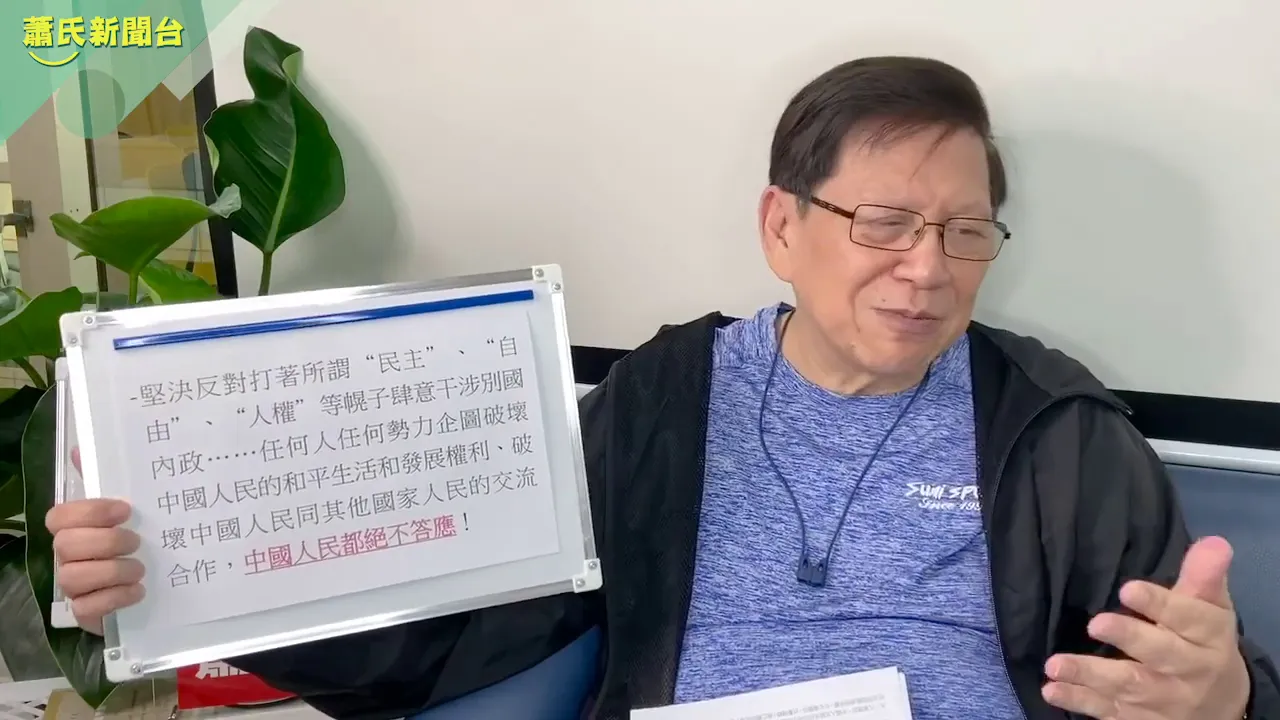 蕭氏新聞台
-堅決反對打著所謂“民主”、“自
由”、“人權”等幌子肆意干涉別國
內政……任何人任何勢力企圖破壞
中國人民的和平生活和發展權利、破
壞中國人民同其他國家人民的交流
合作，中國人民都絕不答應！
Since